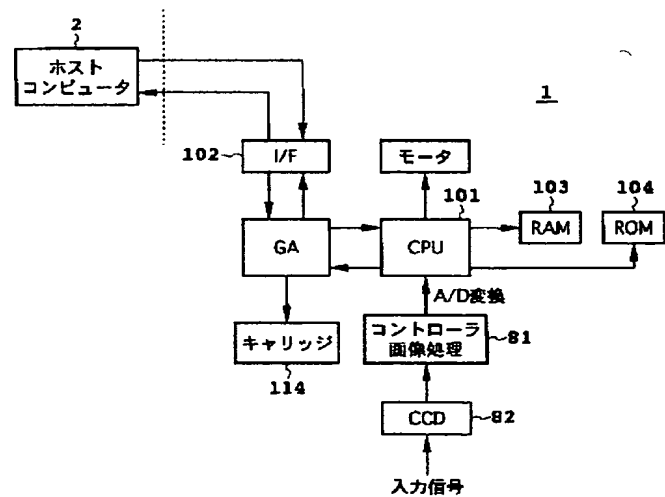 2
ホスト
コンピュータ
1
102
I/F
モータ
101
103
104
GA
CPU
RAM
ROM
A/D変換
キャリッジ
114
コントローラ
画像処理
81
CCD
82
入力信号